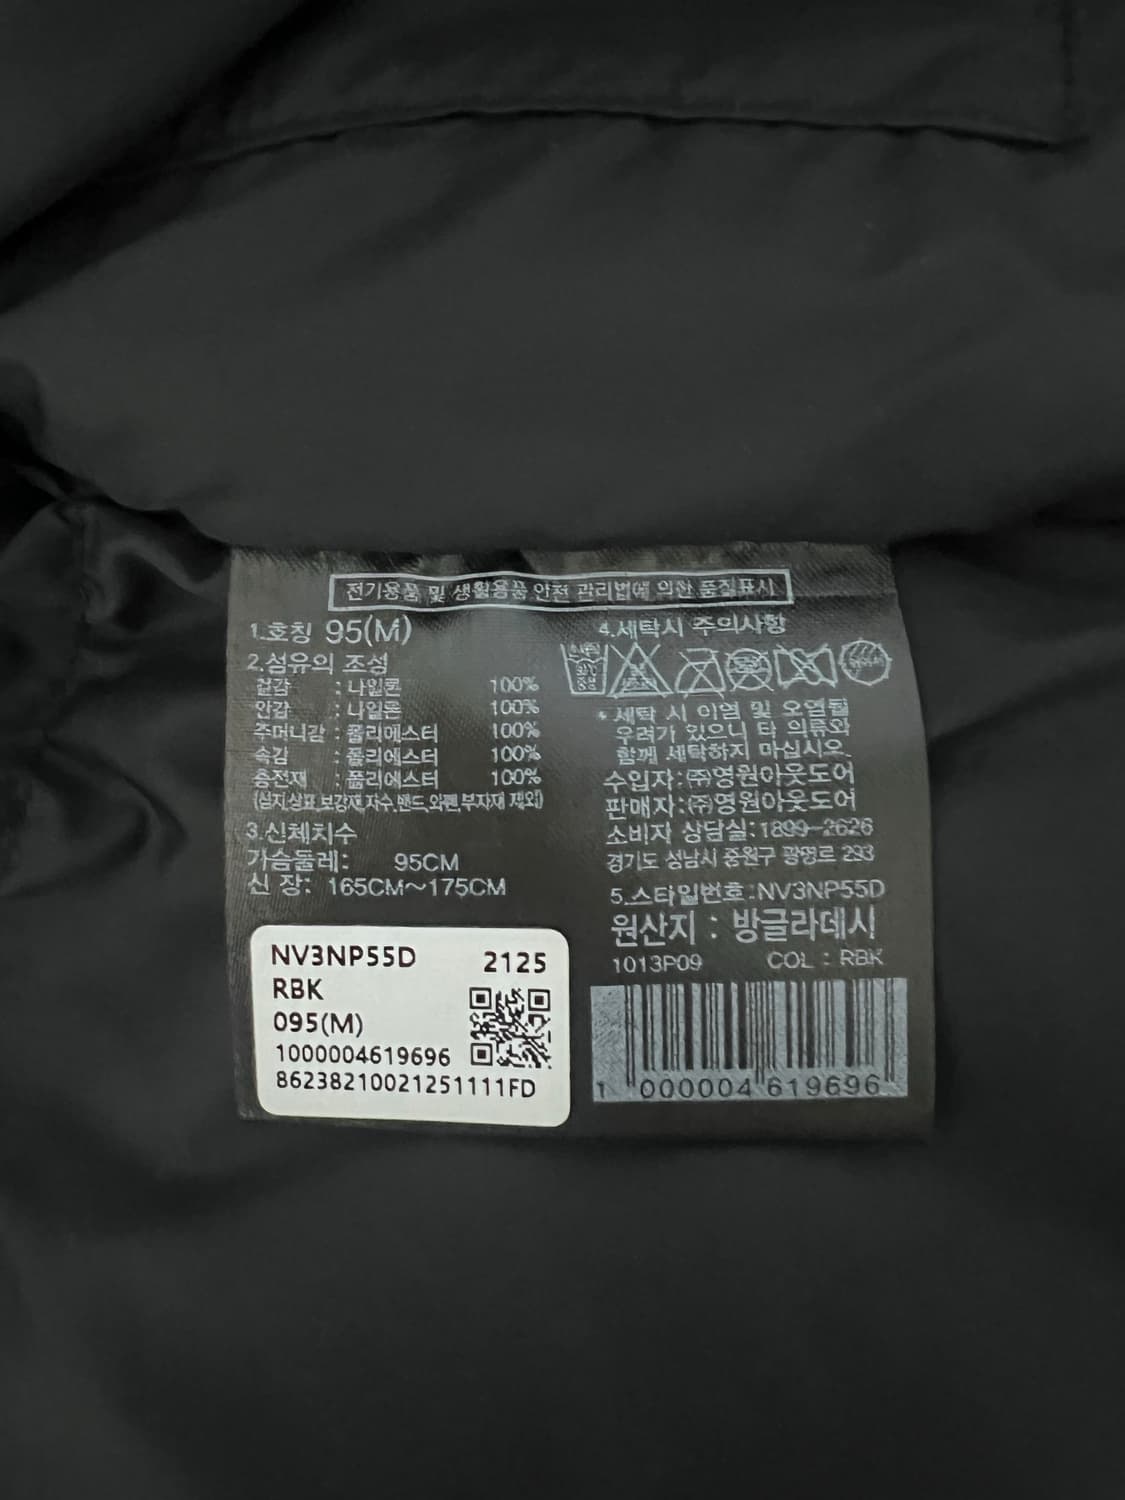 전기용품 및 생활용품 안전 관리법에 의한 품질표시
1.호칭 95(M)
2.섬유의 조성
겉감 : 나일론 100%
안감 : 나일론 100%
주머니감 : 폴리에스터 100%
속감 : 폴리에스터 100%
충전재 : 폴리에스터 100%
(심지,상표,보강재,자수,밴드,와펜,부자재 제외)
3.신체치수
가슴둘레: 95CM
신 장: 165CM~175CM
4.세탁시 주의사항
* 세탁 시 이염 및 오염될
우려가 있으니 타 의류와
함께 세탁하지 마십시오.
수입자:(주)영원아웃도어
판매자:(주)영원아웃도어
소비자 상담실:1899-2626
경기도 성남시 중원구 광명로 293
5.스타일번호:NV3NP55D
원산지 : 방글라데시
1013P09 COL : RBK
1 000004 619696
NV3NP55D 2125
RBK
095(M)
1000004619696
86238210021251111FD